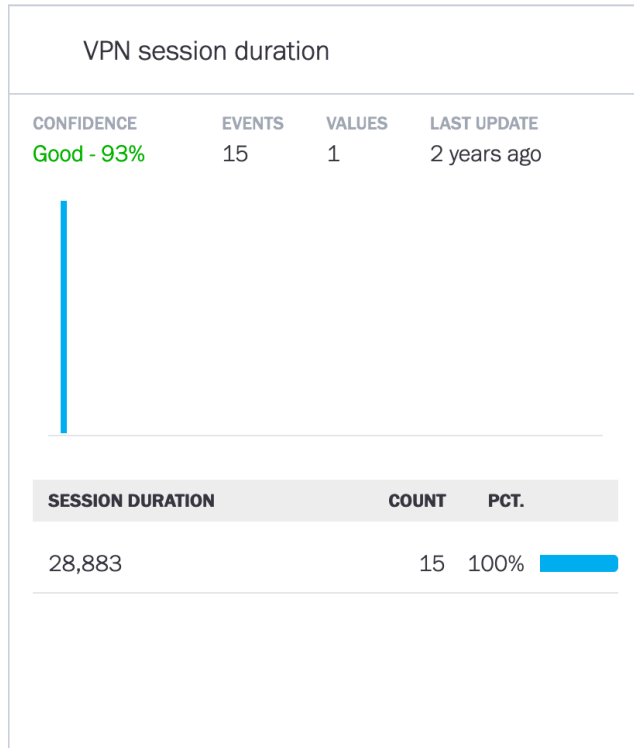 VPN session duration
CONFIDENCE EVENTS VALUES LAST UPDATE
Good - 93% 15 1 2 years ago
SESSION DURATION COUNT PCT.
28,883 15 100%